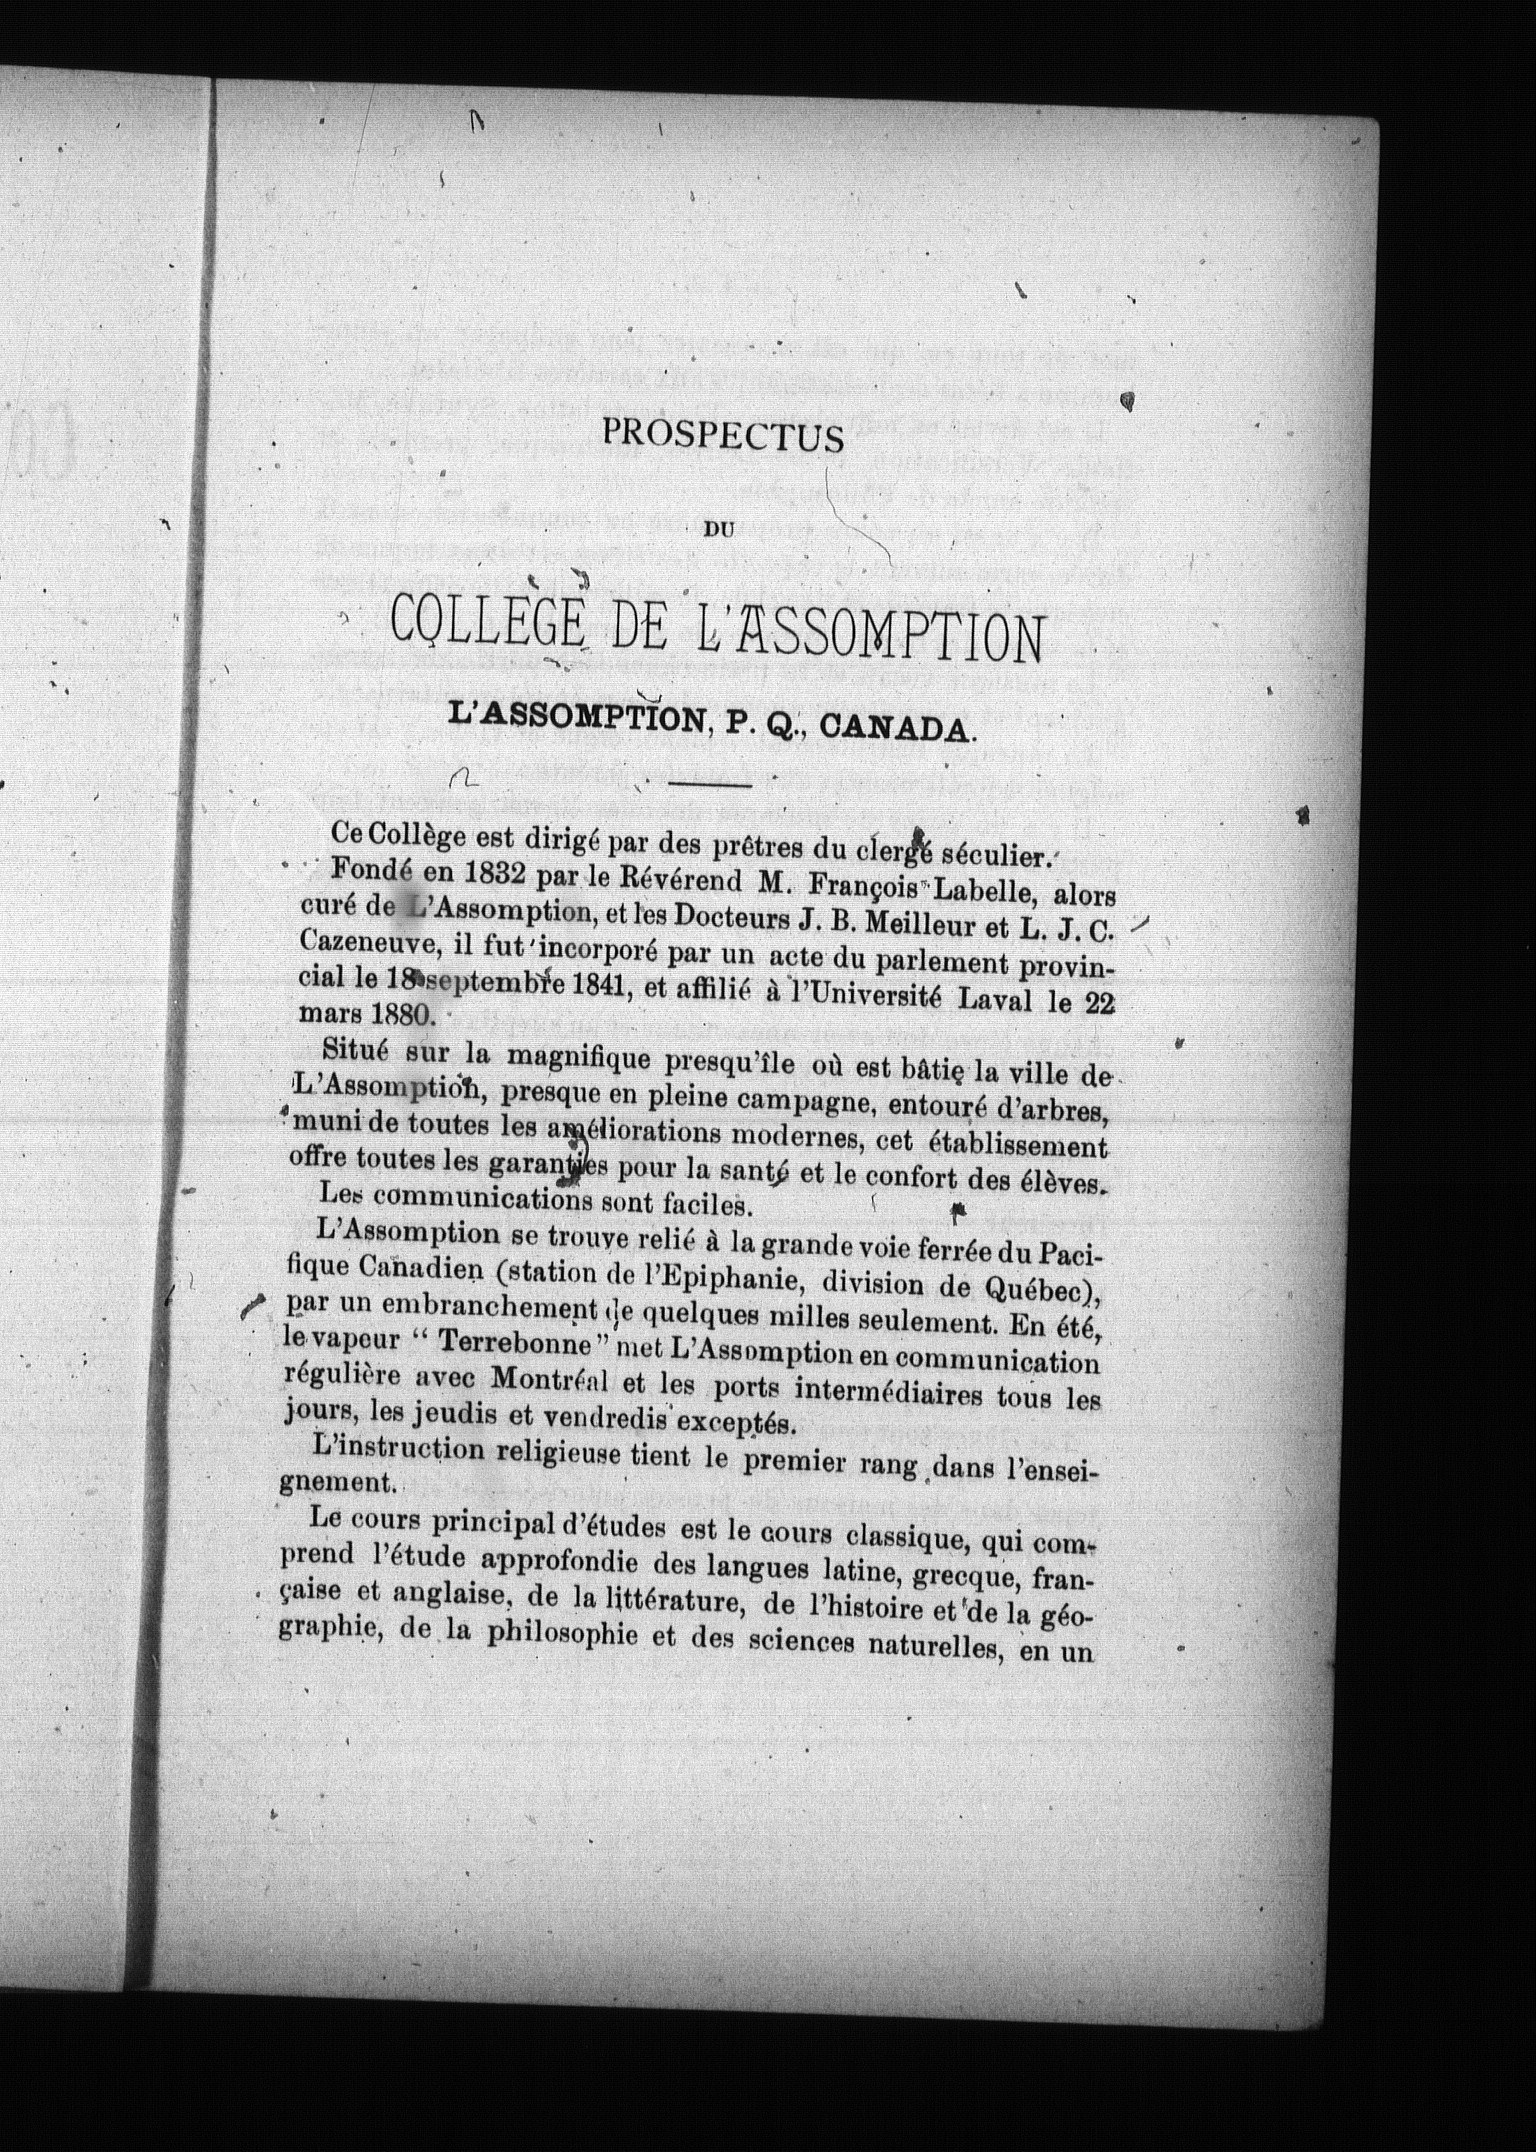 PROSPECTUS
DU
COLLÈGE DE L'ASSOMPTION
L'ASSOMPTION, P. Q., CANADA.
Ce Collège est dirigé par des prêtres du clergé séculier.
Fondé en 1832 par le Révérend M. François Labelle, alors
curé de L'Assomption, et les Docteurs J. B. Meilleur et L. J. C.
Cazeneuve, il fut incorporé par un acte du parlement provin-
cial le 18 septembre 1841, et affilié à l'Université Laval le 22
mars 1880.
Situé sur la magnifique presqu'île où est bâtie la ville de
L'Assomption, presque en pleine campagne, entouré d'arbres,
muni de toutes les améliorations modernes, cet établissement
offre toutes les garanties pour la santé et le confort des élèves.
Les communications sont faciles.
L'Assomption se trouve relié à la grande voie ferrée du Paci-
fique Canadien (station de l'Epiphanie, division de Québec),
par un embranchement de quelques milles seulement. En été,
le vapeur “ Terrebonne ” met L'Assomption en communication
régulière avec Montréal et les ports intermédiaires tous les
jours, les jeudis et vendredis exceptés.
L'instruction religieuse tient le premier rang dans l'ensei-
gnement.
Le cours principal d'études est le cours classique, qui com-
prend l'étude approfondie des langues latine, grecque, fran-
çaise et anglaise, de la littérature, de l'histoire et de la géo-
graphie, de la philosophie et des sciences naturelles, en un